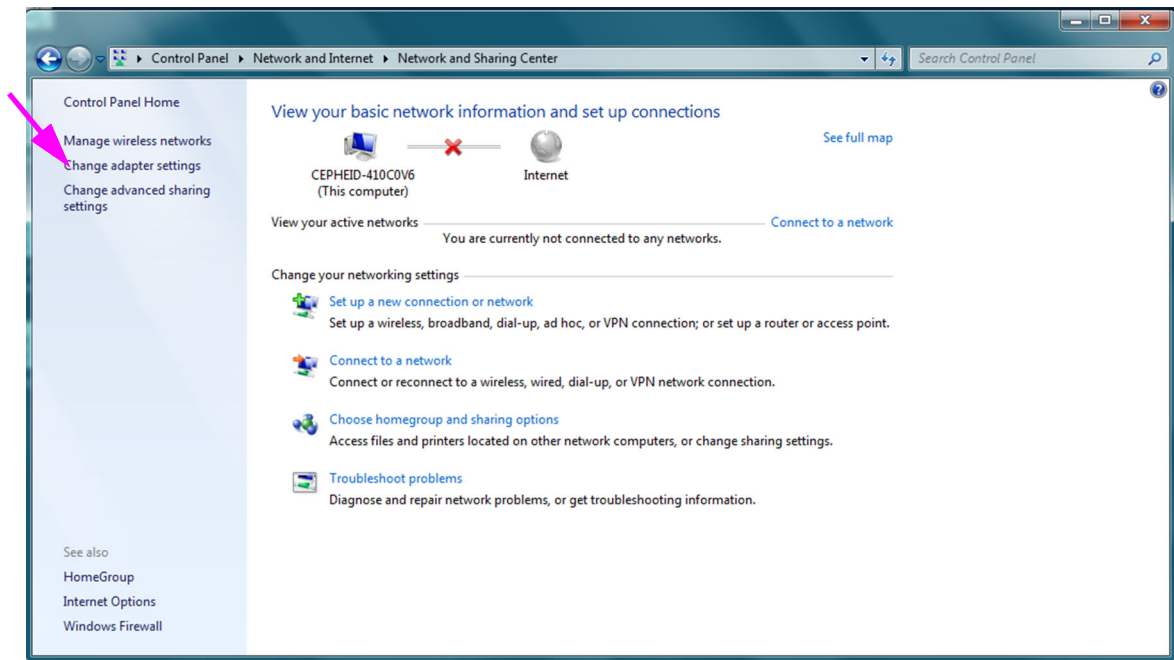 Control Panel ▸ Network and Internet ▸ Network and Sharing Center
Search Control Panel
Control Panel Home
Manage wireless networks
Change adapter settings
Change advanced sharing
settings
See also
HomeGroup
Internet Options
Windows Firewall
View your basic network information and set up connections
See full map
CEPHEID-410C0V6
(This computer)
Internet
View your active networks
Connect to a network
You are currently not connected to any networks.
Change your networking settings
Set up a new connection or network
Set up a wireless, broadband, dial-up, ad hoc, or VPN connection; or set up a router or access point.
Connect to a network
Connect or reconnect to a wireless, wired, dial-up, or VPN network connection.
Choose homegroup and sharing options
Access files and printers located on other network computers, or change sharing settings.
Troubleshoot problems
Diagnose and repair network problems, or get troubleshooting information.